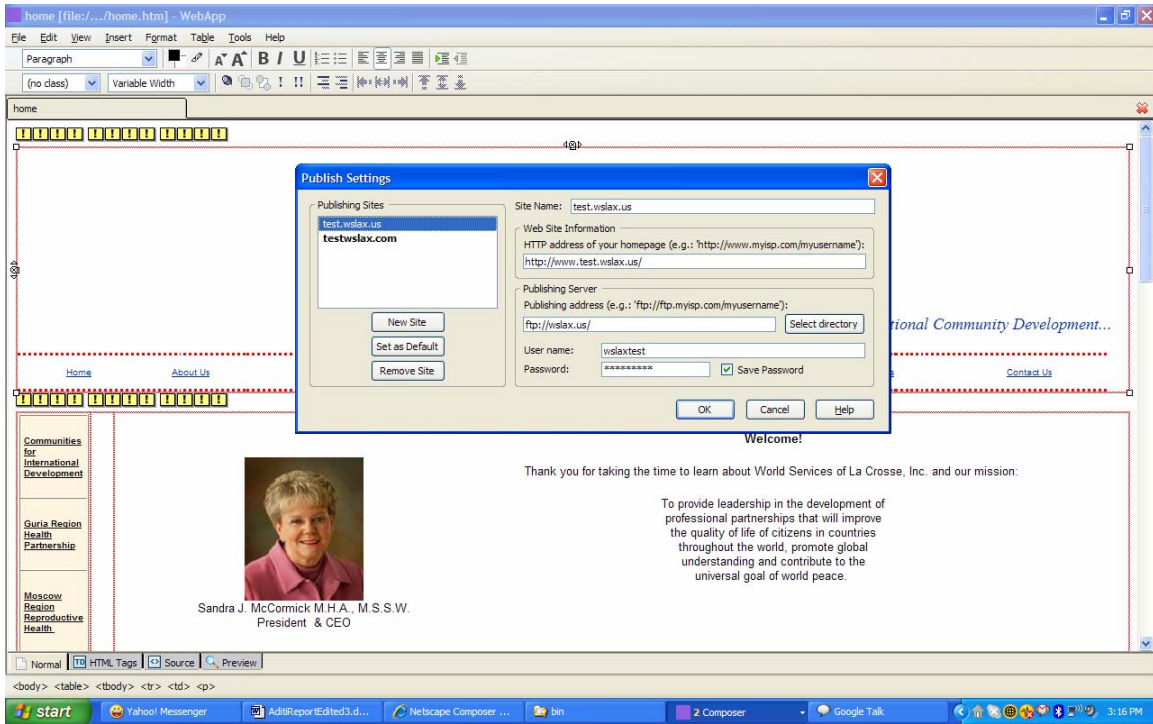 home [file:/.../home.htm] - WebApp
File Edit View Insert Format Table Tools Help
Paragraph
A A B I U
(no class) Variable Width
! !!
home
! ! ! ! ! ! ! ! ! ! ! !
Publish Settings
Publishing Sites
test.wslax.us
testwslax.com
New Site
Set as Default
Remove Site
Site Name: test.wslax.us
Web Site Information
HTTP address of your homepage (e.g.: 'http://www.myisp.com/myusername'):
http://www.test.wslax.us/
Publishing Server
Publishing address (e.g.: 'ftp://ftp.myisp.com/myusername'):
ftp://wslax.us/
Select directory
User name: wslaxtest
Password: *********
Save Password
OK Cancel Help
tional Community Development...
Home About Us Contact Us
! ! ! ! ! ! ! ! ! ! ! !
Communities
for
International
Development
Guria Region
Health
Partnership
Moscow
Region
Reproductive
Health
Sandra J. McCormick M.H.A., M.S.S.W.
President & CEO
Welcome!
Thank you for taking the time to learn about World Services of La Crosse, Inc. and our mission:
To provide leadership in the development of
professional partnerships that will improve
the quality of life of citizens in countries
throughout the world, promote global
understanding and contribute to the
universal goal of world peace.
Normal TD HTML Tags Source Preview
<body> <table> <tbody> <tr> <td> <p>
start Yahoo! Messenger AditiReportEdited3.d... Netscape Composer ... bin 2 Composer Google Talk 3:16 PM